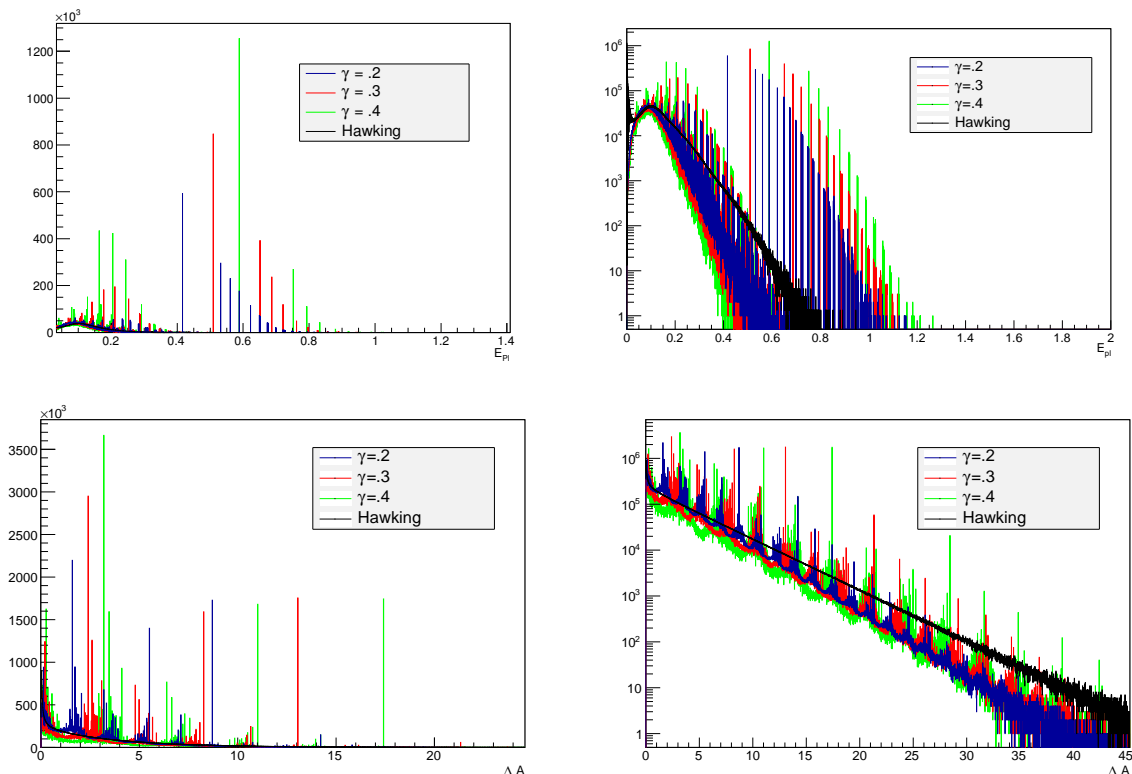 ×10³
1200
1000
800
600
400
200
0
0.2 0.4 0.6 0.8 1 1.2 1.4
E_Pl
γ = .2
γ = .3
γ = .4
Hawking
10⁶
10⁵
10⁴
10³
10²
10
1
0 0.2 0.4 0.6 0.8 1 1.2 1.4 1.6 1.8 2
E_pl
γ=.2
γ=.3
γ=.4
Hawking
×10³
3500
3000
2500
2000
1500
1000
500
0
0 5 10 15 20
Δ A
γ=.2
γ=.3
γ=.4
Hawking
10⁶
10⁵
10⁴
10³
10²
10
1
0 5 10 15 20 25 30 35 40 45
Δ A
γ=.2
γ=.3
γ=.4
Hawking